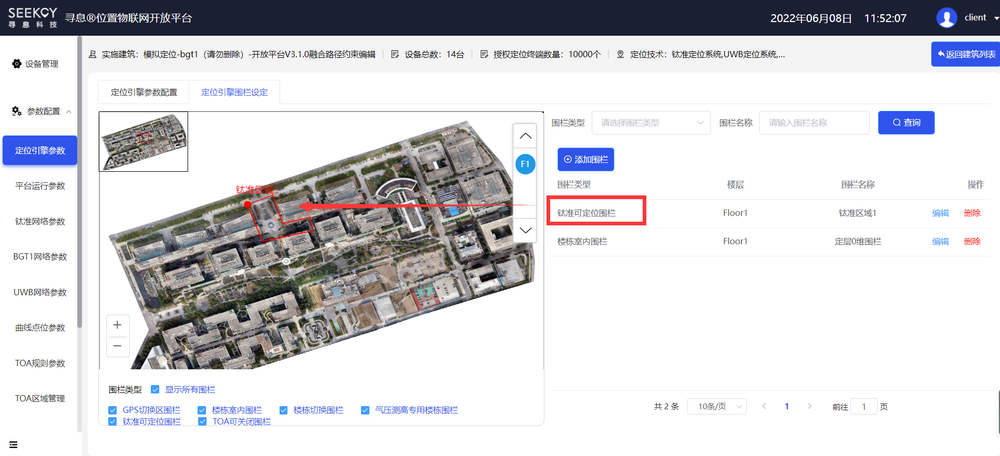 SEEKCY
寻息科技
寻息®位置物联网开放平台
2022年06月08日 11:52:07
client
实施建筑：模拟定位-bgt1（请勿删除）-开放平台V3.1.0融合路径约束编辑
设备总数：14台
授权定位终端数量：10000个
定位技术：钛准定位系统,UWB定位系统,...
返回建筑列表
设备管理
参数配置
定位引擎参数
平台运行参数
钛准网络参数
BGT1网络参数
UWB网络参数
曲线点位参数
TOA规则参数
TOA区域管理
定位引擎参数配置
定位引擎围栏设定
钛准区域1
F1
围栏类型 显示所有围栏
GPS切换区围栏 楼栋室内围栏 楼栋切换围栏 气压测高专用楼栋围栏
钛准可定位围栏 TOA可关闭围栏
围栏类型 请选择围栏类型 围栏名称 请输入围栏名称 查询
添加围栏
围栏类型 楼层 围栏名称 操作
钛准可定位围栏 Floor1 钛准区域1 编辑 删除
楼栋室内围栏 Floor1 定层0维围栏 编辑 删除
共 2 条 10条/页 1 前往 1 页